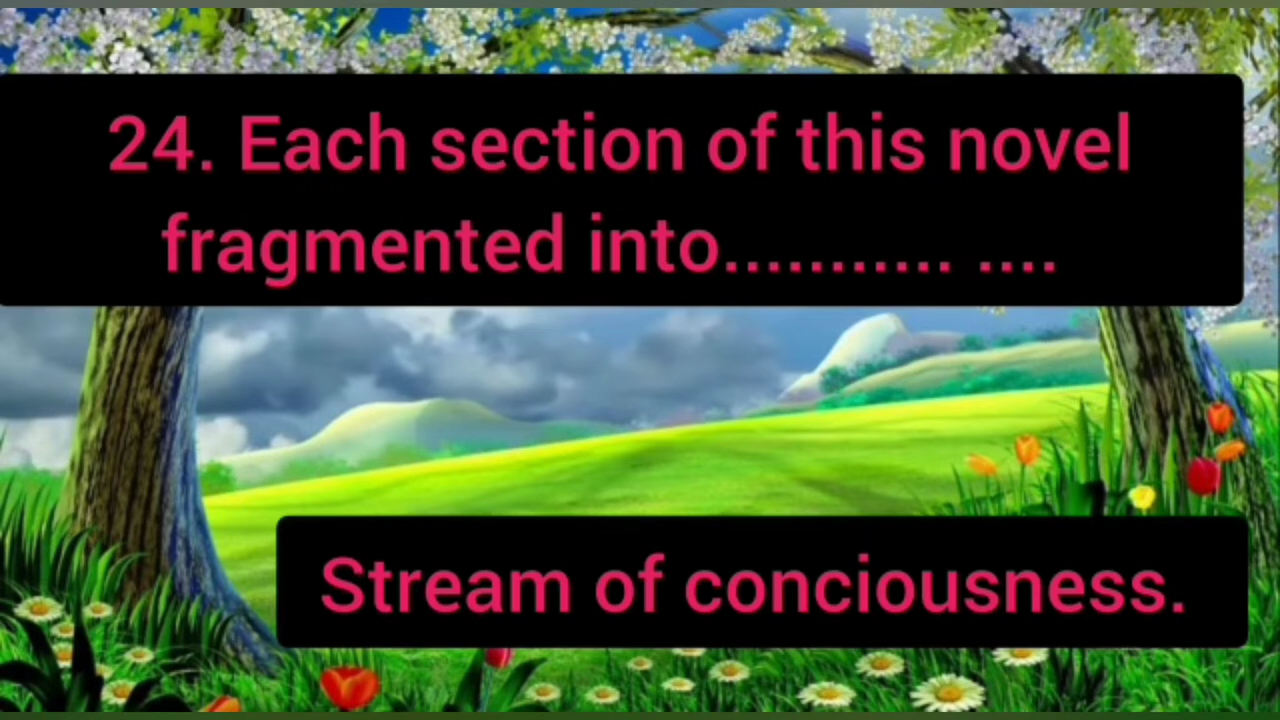 24. Each section of this novel
fragmented into........... ....
Stream of conciousness.